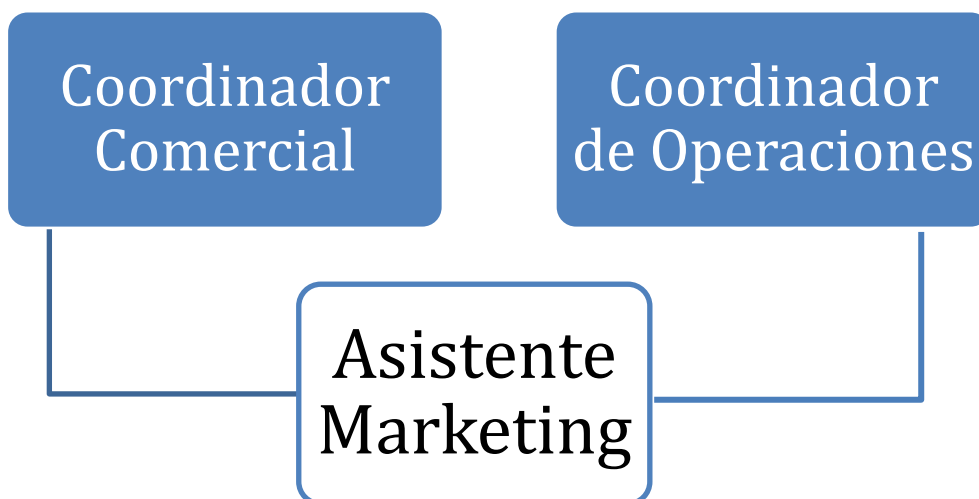 Coordinador
Comercial
Coordinador
de Operaciones
Asistente
Marketing